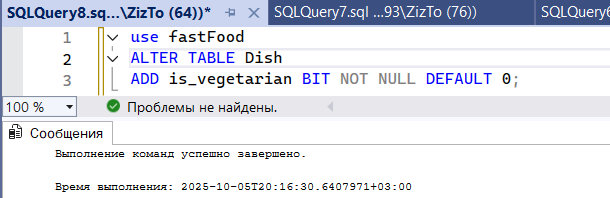 SQLQuery8.sq...\ZizTo (64))* SQLQuery7.sql ...93\ZizTo (76)) SQLQuery6
1 use fastFood
2 ALTER TABLE Dish
3 ADD is_vegetarian BIT NOT NULL DEFAULT 0;
100 % Проблемы не найдены.
Сообщения
Выполнение команд успешно завершено.
Время выполнения: 2025-10-05T20:16:30.6407971+03:00